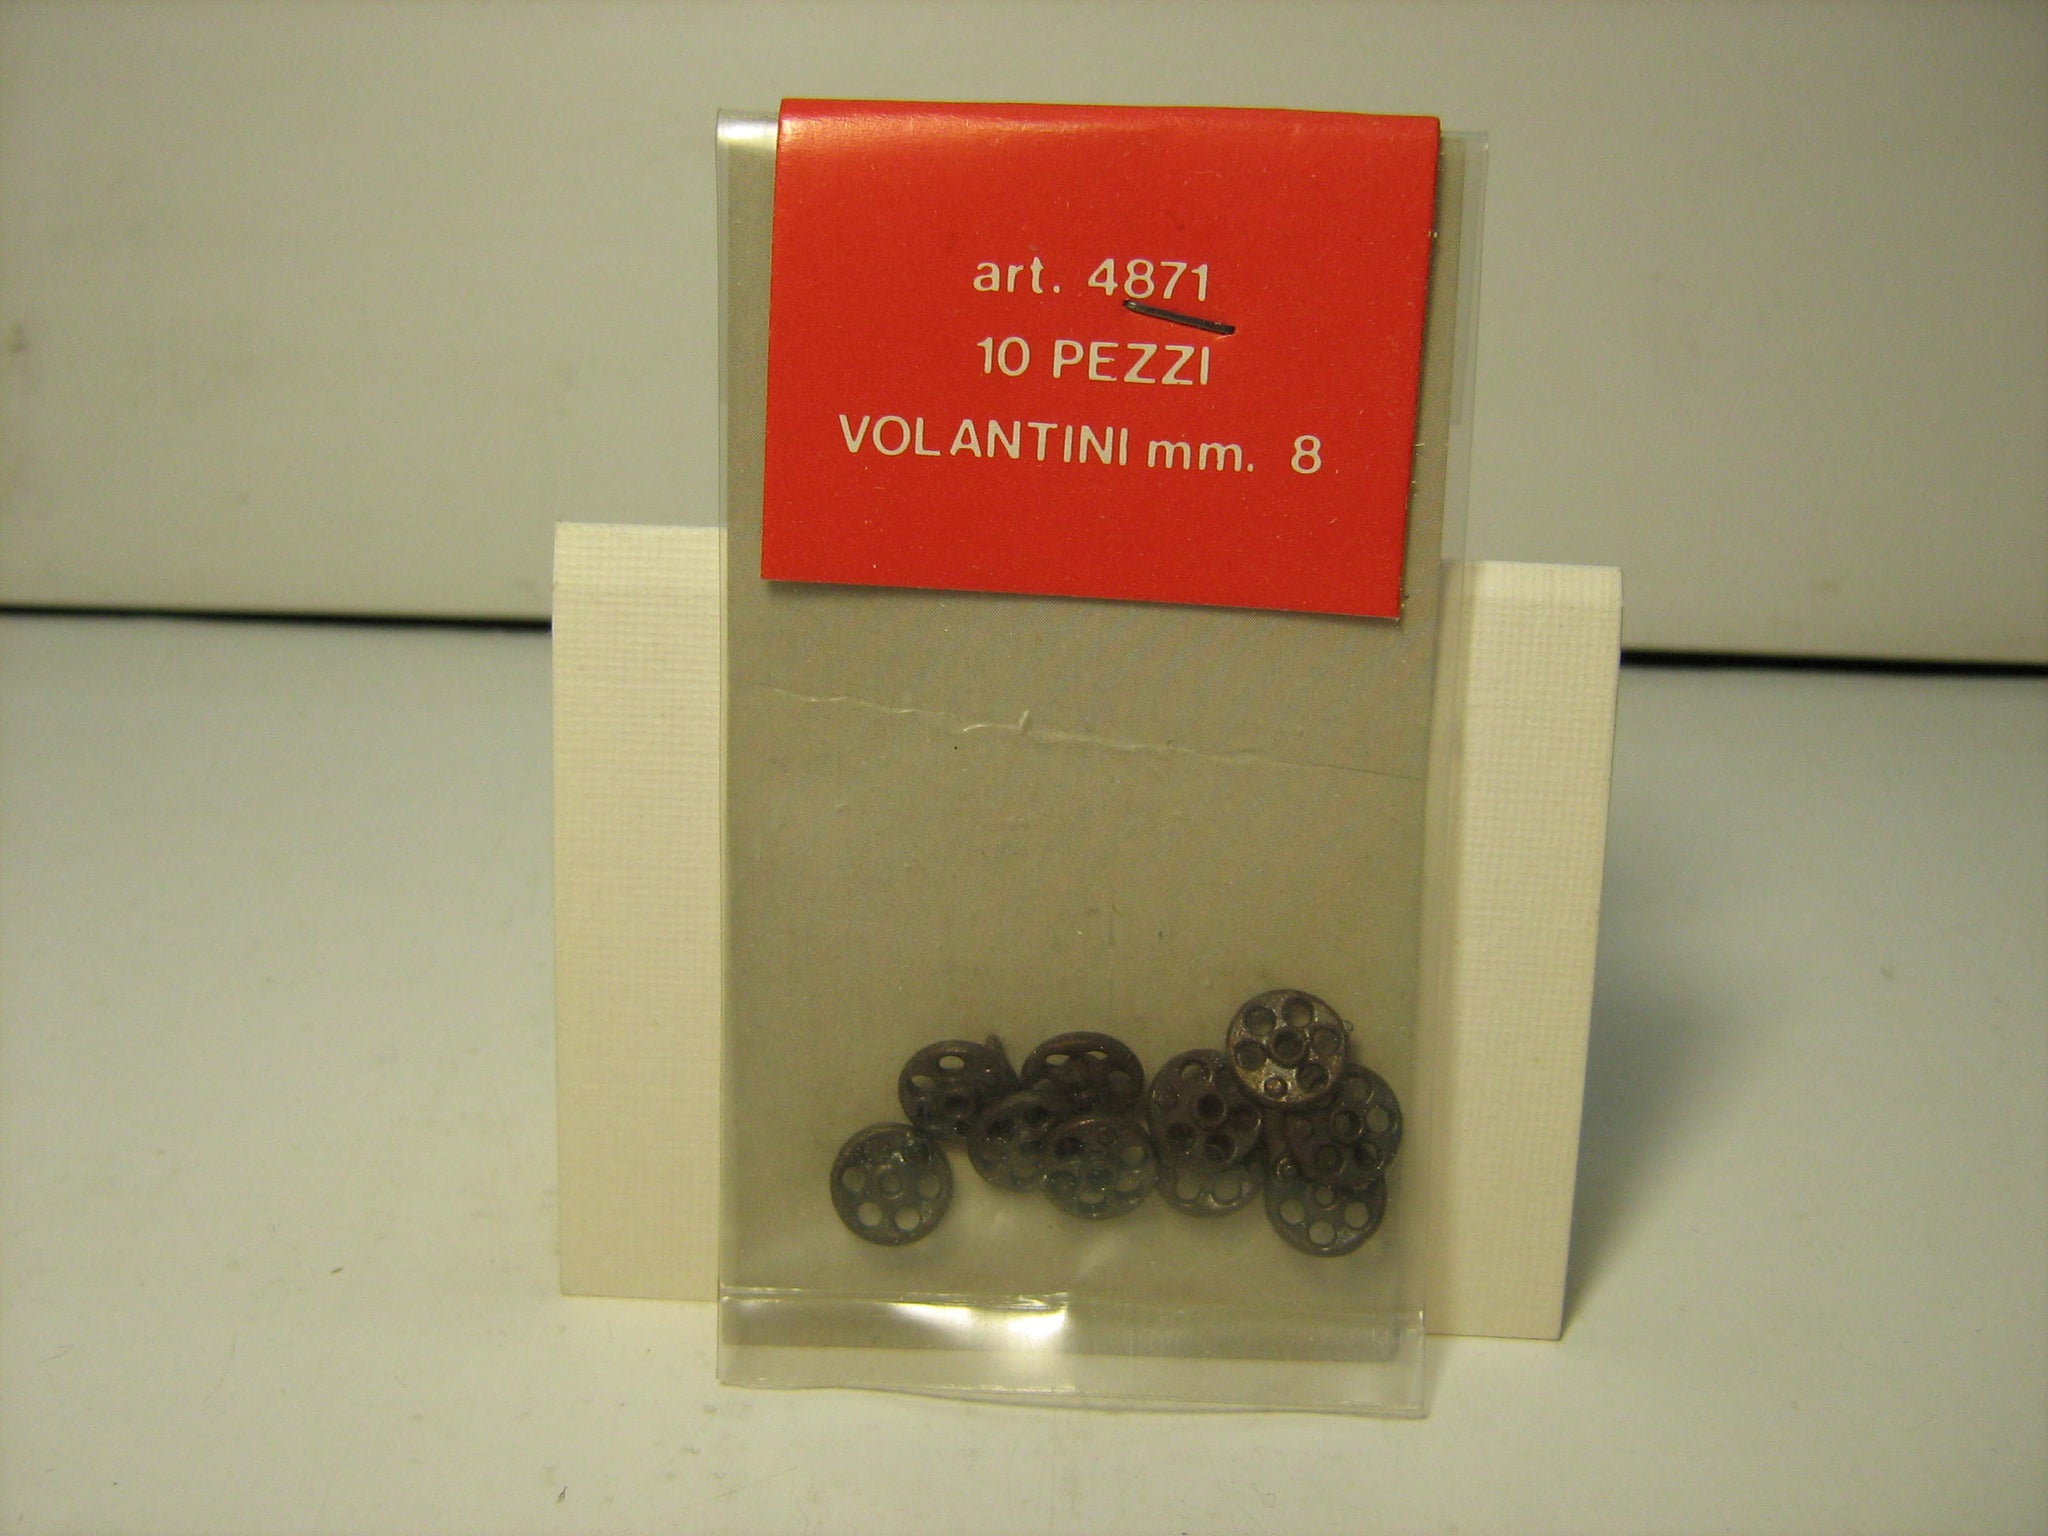 art. 4871
10 PEZZI
VOLANTINI mm. 8